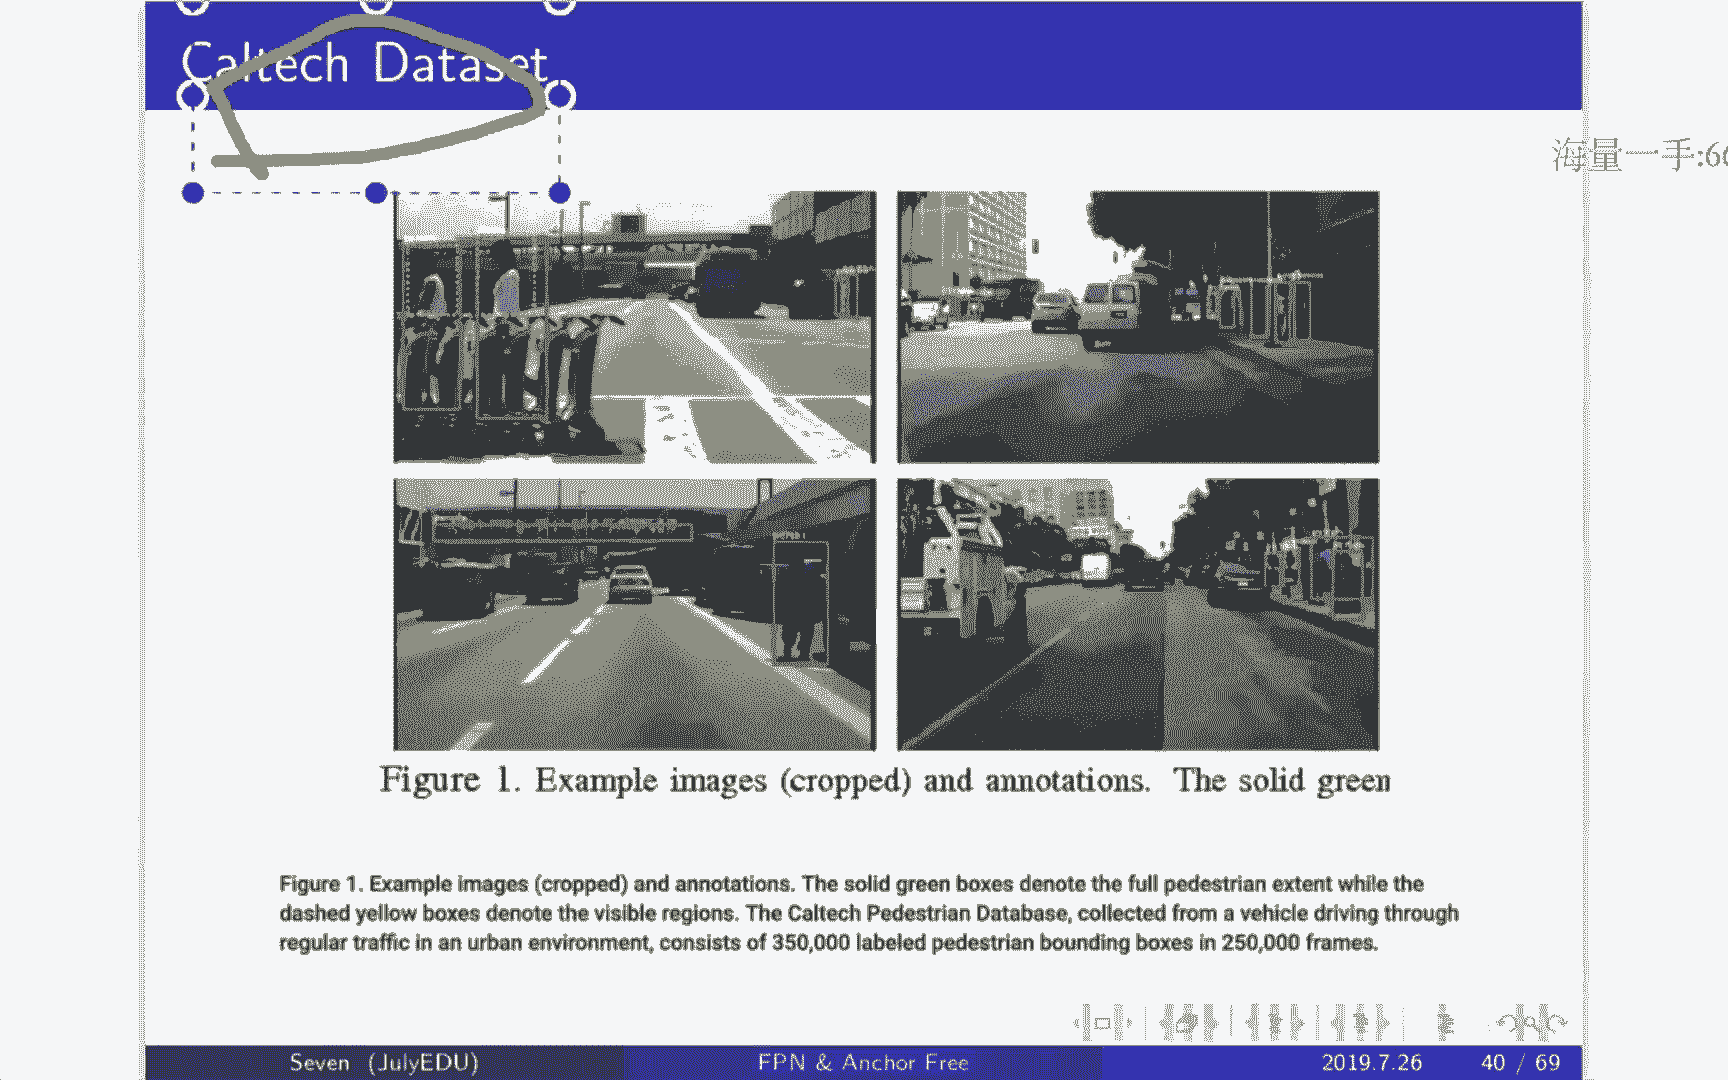 Caltech Dataset
海量一手:66
Figure 1. Example images (cropped) and annotations. The solid green
Figure 1. Example images (cropped) and annotations. The solid green boxes denote the full pedestrian extent while the
dashed yellow boxes denote the visible regions. The Caltech Pedestrian Database, collected from a vehicle driving through
regular traffic in an urban environment, consists of 350,000 labeled pedestrian bounding boxes in 250,000 frames.
Seven (JulyEDU) FPN & Anchor Free 2019.7.26 40 / 69